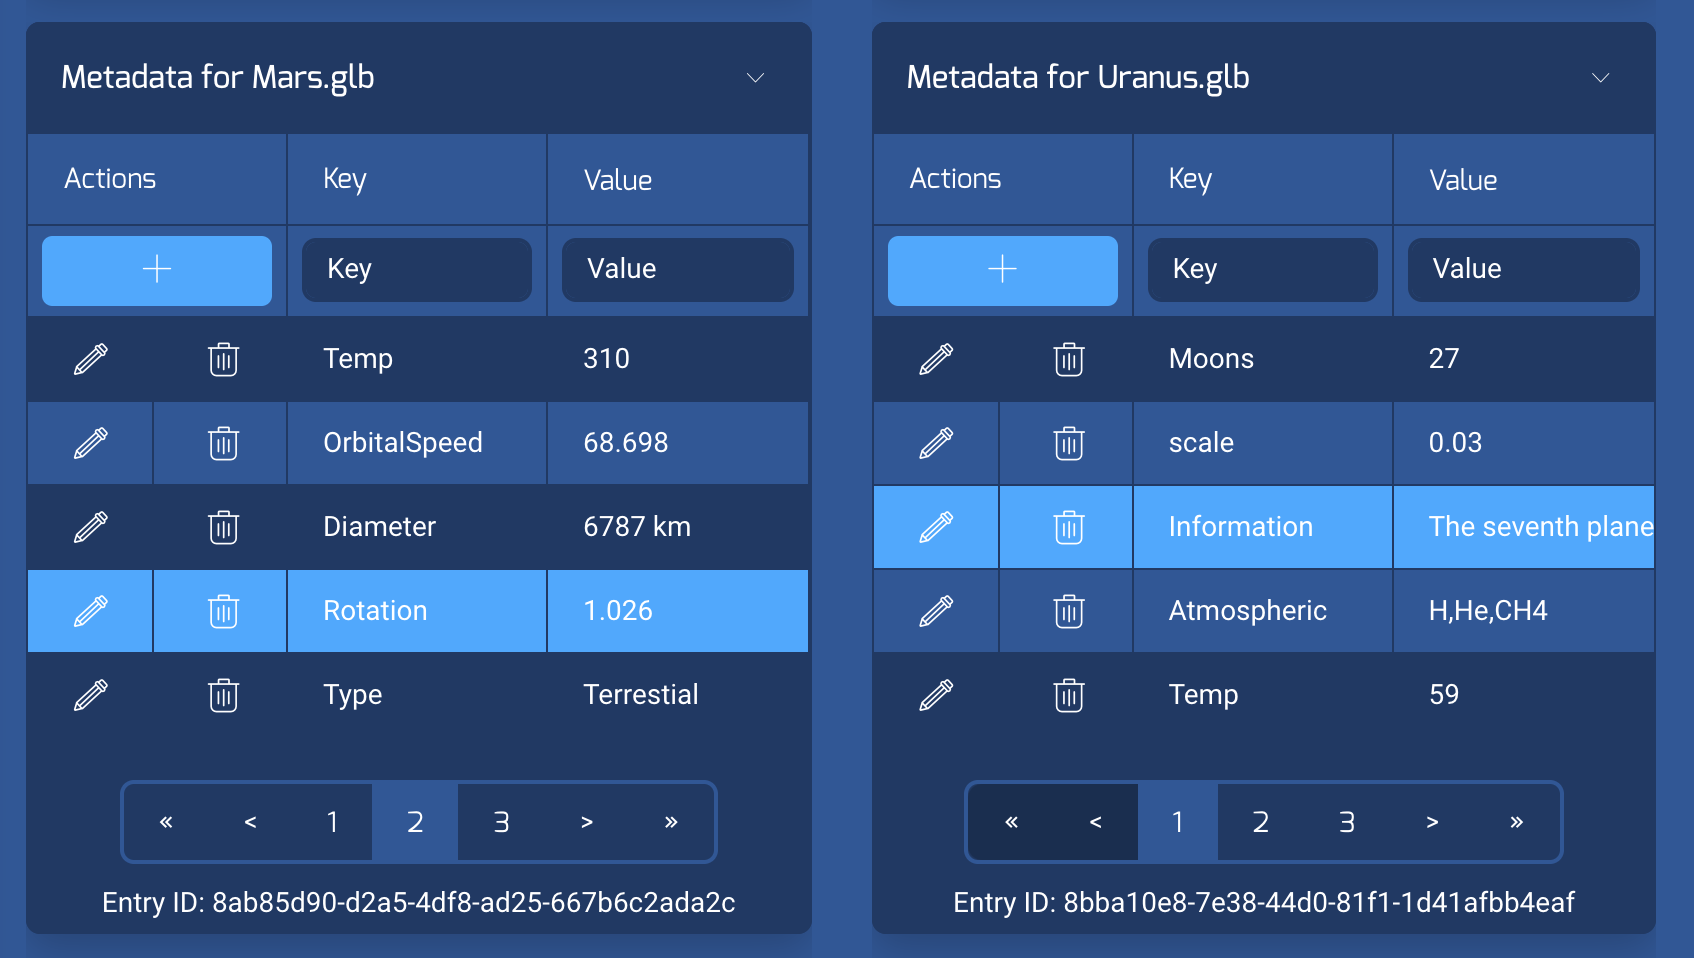 Metadata for Mars.glb
Actions Key Value
Key Value
Temp 310
OrbitalSpeed 68.698
Diameter 6787 km
Rotation 1.026
Type Terrestial
« < 1 2 3 > »
Entry ID: 8ab85d90-d2a5-4df8-ad25-667b6c2ada2c
Metadata for Uranus.glb
Actions Key Value
Key Value
Moons 27
scale 0.03
Information The seventh plane
Atmospheric H,He,CH4
Temp 59
« < 1 2 3 > »
Entry ID: 8bba10e8-7e38-44d0-81f1-1d41afbb4eaf